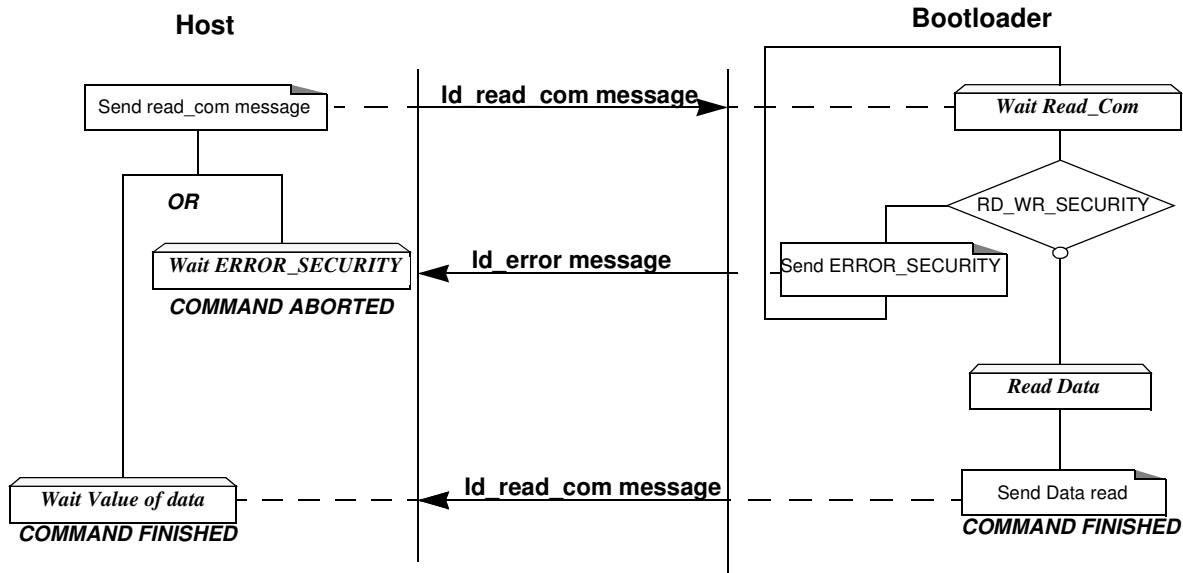 Host
Bootloader
Send read_com message
Id_read_com message
Wait Read_Com
OR
RD_WR_SECURITY
Wait ERROR_SECURITY
Id_error message
Send ERROR_SECURITY
COMMAND ABORTED
Read Data
Wait Value of data
Id_read_com message
Send Data read
COMMAND FINISHED
COMMAND FINISHED